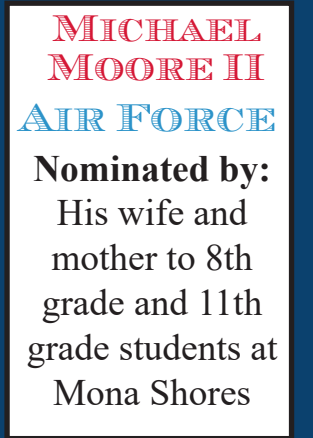 MICHAEL
MOORE II
AIR FORCE
Nominated by:
His wife and
mother to 8th
grade and 11th
grade students at
Mona Shores